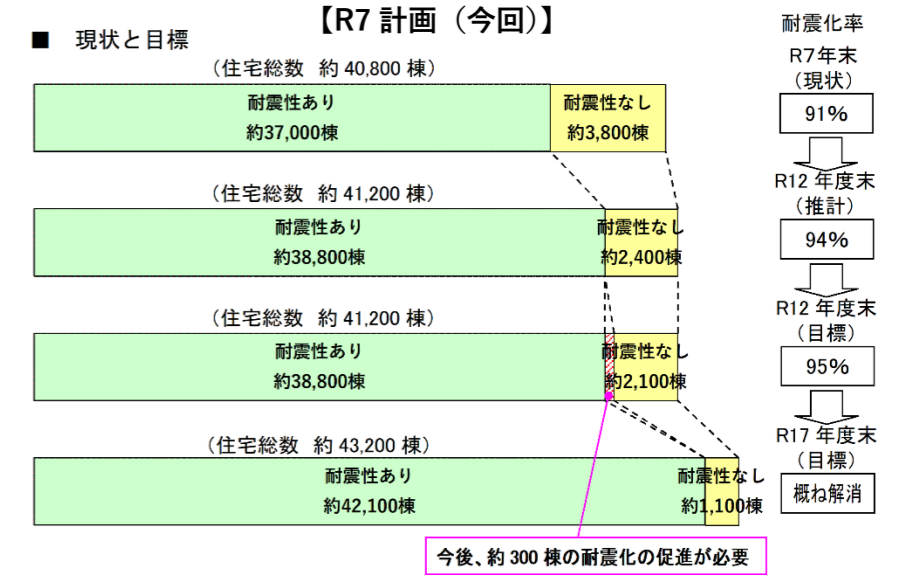 【R7 計画（今回）】
■ 現状と目標
耐震化率
R7年末
（現状）
91%
（住宅総数 約 40,800 棟）
耐震性あり
約37,000棟
耐震性なし
約3,800棟
R12 年度末
（推計）
94%
（住宅総数 約 41,200 棟）
耐震性あり
約38,800棟
耐震性なし
約2,400棟
R12 年度末
（目標）
95%
（住宅総数 約 41,200 棟）
耐震性あり
約38,800棟
耐震性なし
約2,100棟
R17 年度末
（目標）
概ね解消
（住宅総数 約 43,200 棟）
耐震性あり
約42,100棟
耐震性なし
約1,100棟
今後、約 300 棟の耐震化の促進が必要